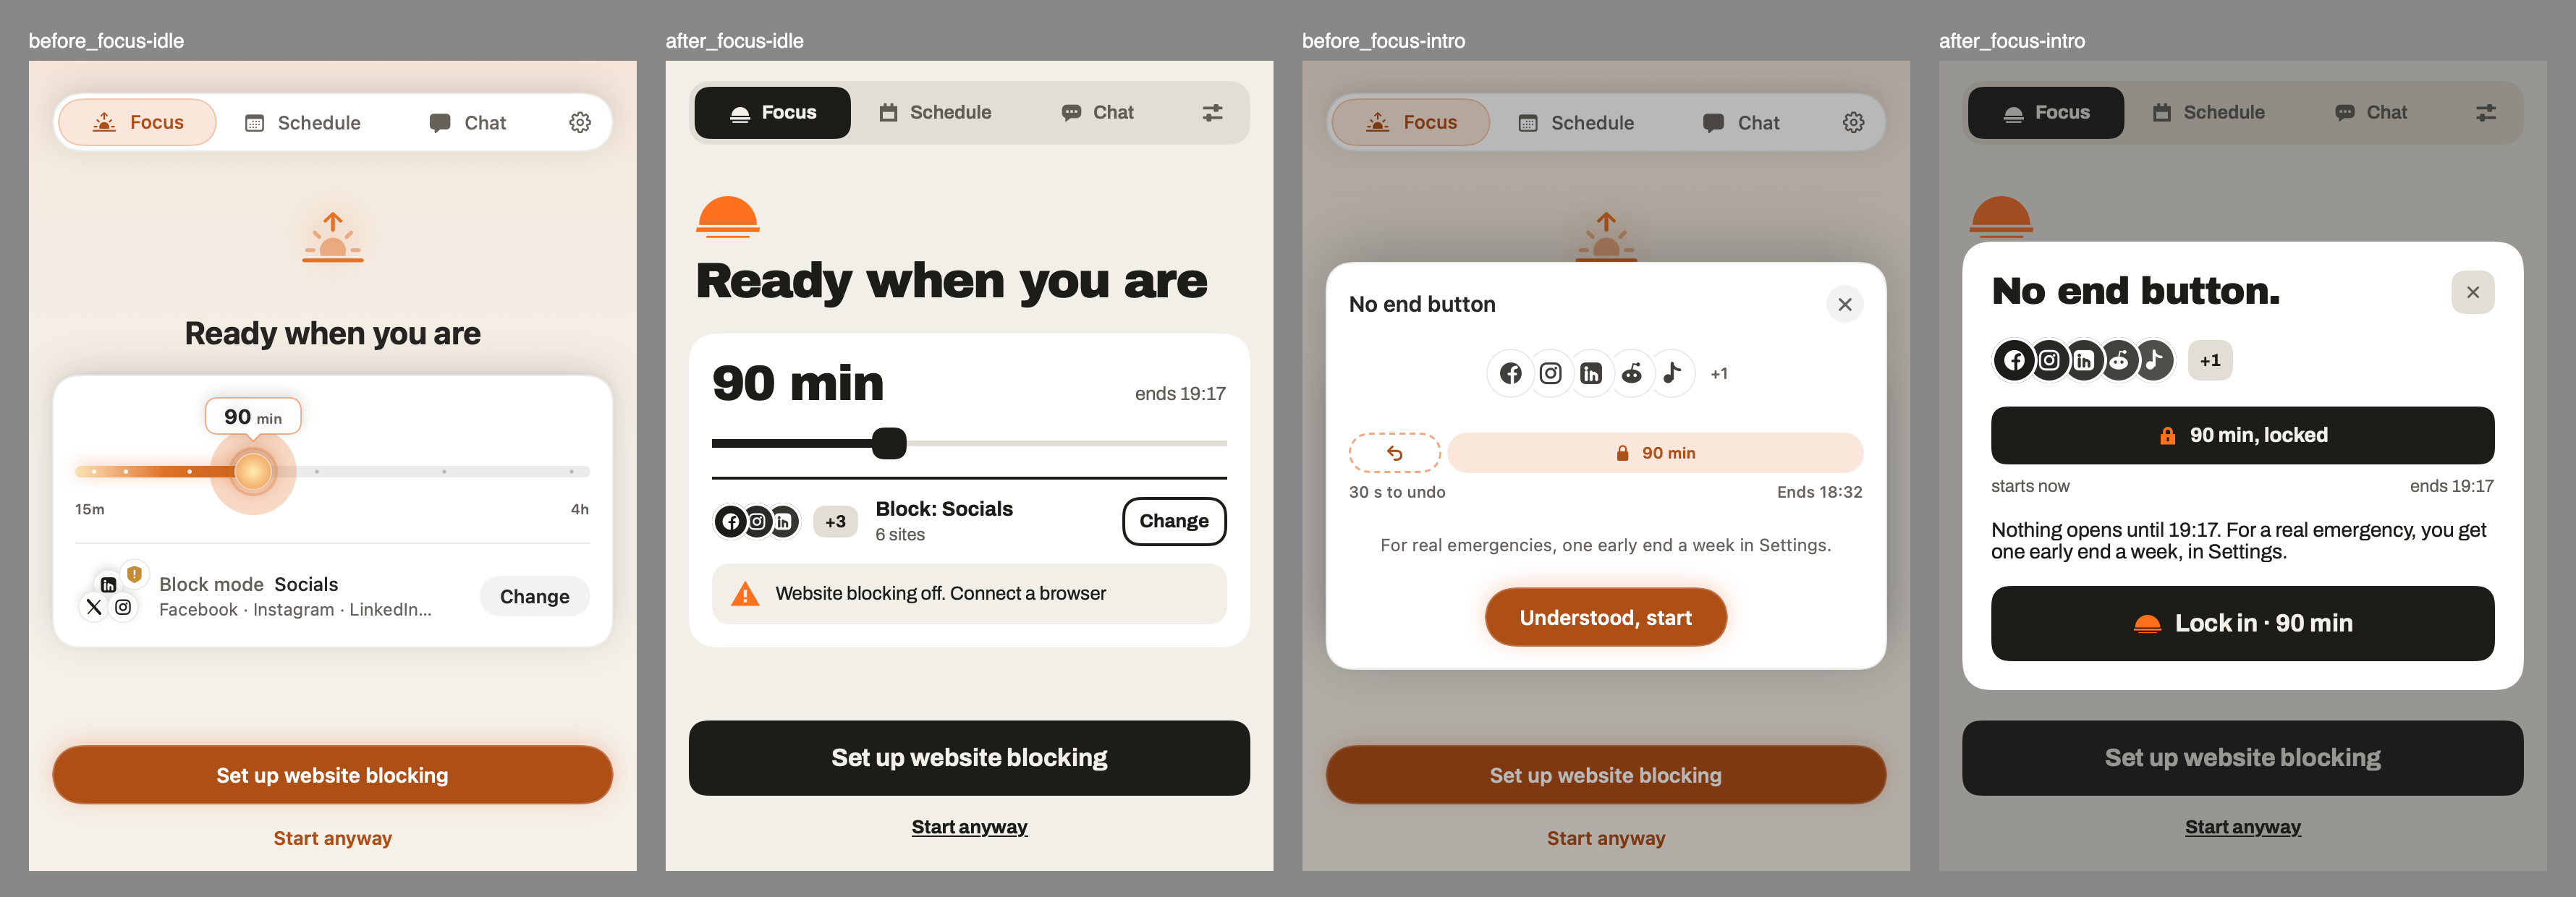 before_focus-idle
Focus
Schedule
Chat
Ready when you are
90 min
15m
4h
Block mode Socials
Facebook · Instagram · LinkedIn...
Change
Set up website blocking
Start anyway
after_focus-idle
Focus
Schedule
Chat
Ready when you are
90 min
ends 19:17
+3
Block: Socials
6 sites
Change
Website blocking off. Connect a browser
Set up website blocking
Start anyway
before_focus-intro
Focus
Schedule
Chat
No end button
+1
90 min
30 s to undo
Ends 18:32
For real emergencies, one early end a week in Settings.
Understood, start
Set up website blocking
Start anyway
after_focus-intro
Focus
Schedule
Chat
No end button.
+1
90 min, locked
starts now
ends 19:17
Nothing opens until 19:17. For a real emergency, you get
one early end a week, in Settings.
Lock in · 90 min
Set up website blocking
Start anyway